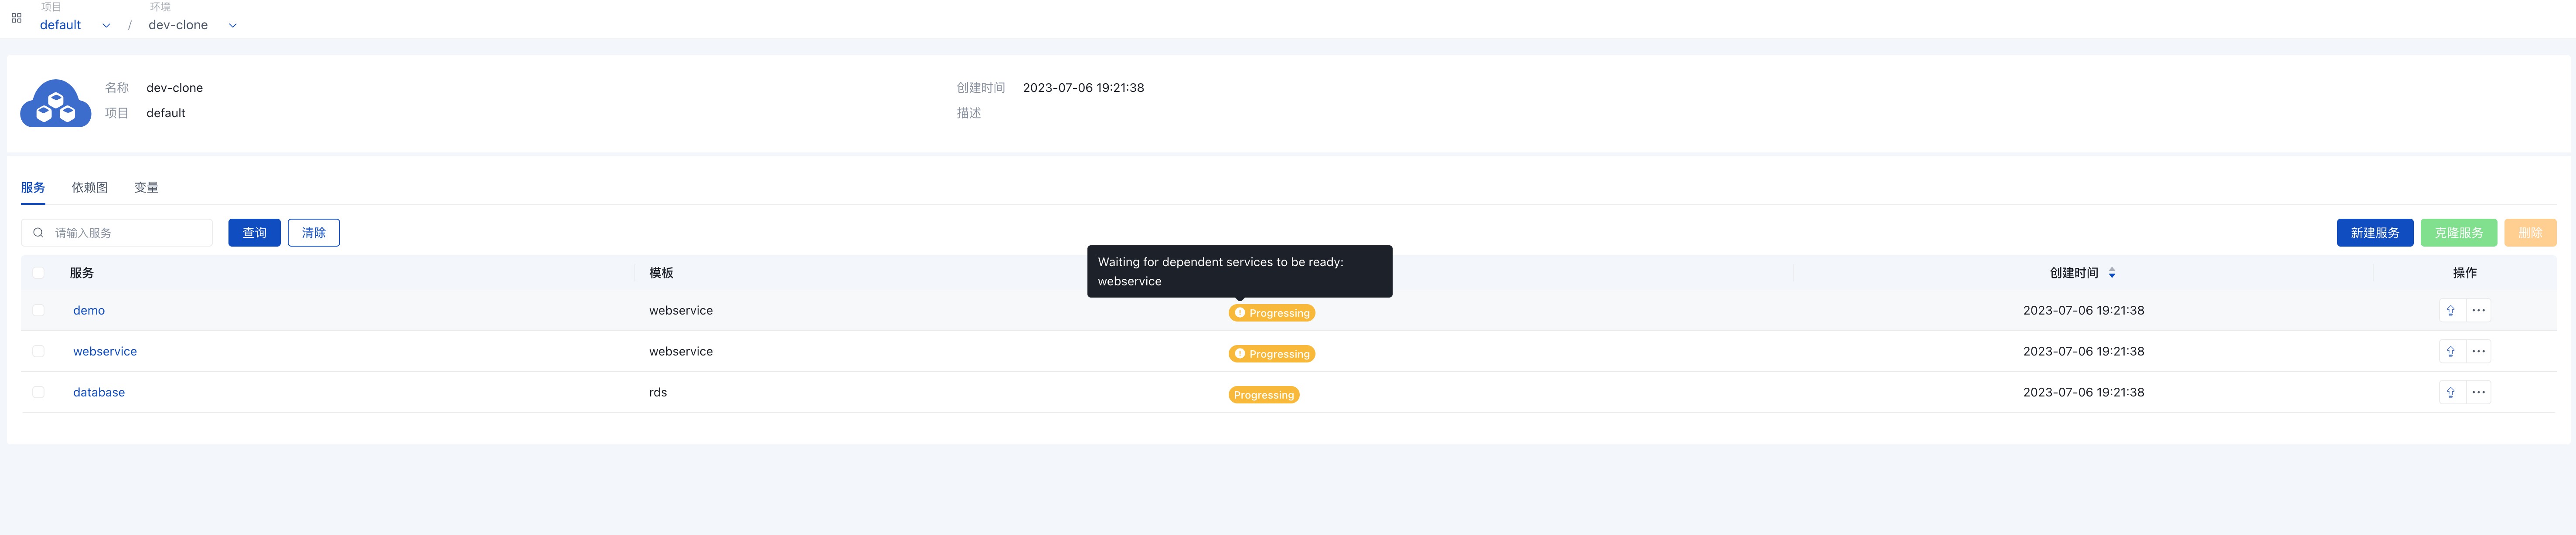 项目 环境
default / dev-clone
名称 dev-clone 创建时间 2023-07-06 19:21:38
项目 default 描述
服务 依赖图 变量
请输入服务 查询 清除 新建服务 克隆服务 删除
Waiting for dependent services to be ready:
webservice
服务 模板 创建时间 操作
demo webservice Progressing 2023-07-06 19:21:38
webservice webservice Progressing 2023-07-06 19:21:38
database rds Progressing 2023-07-06 19:21:38